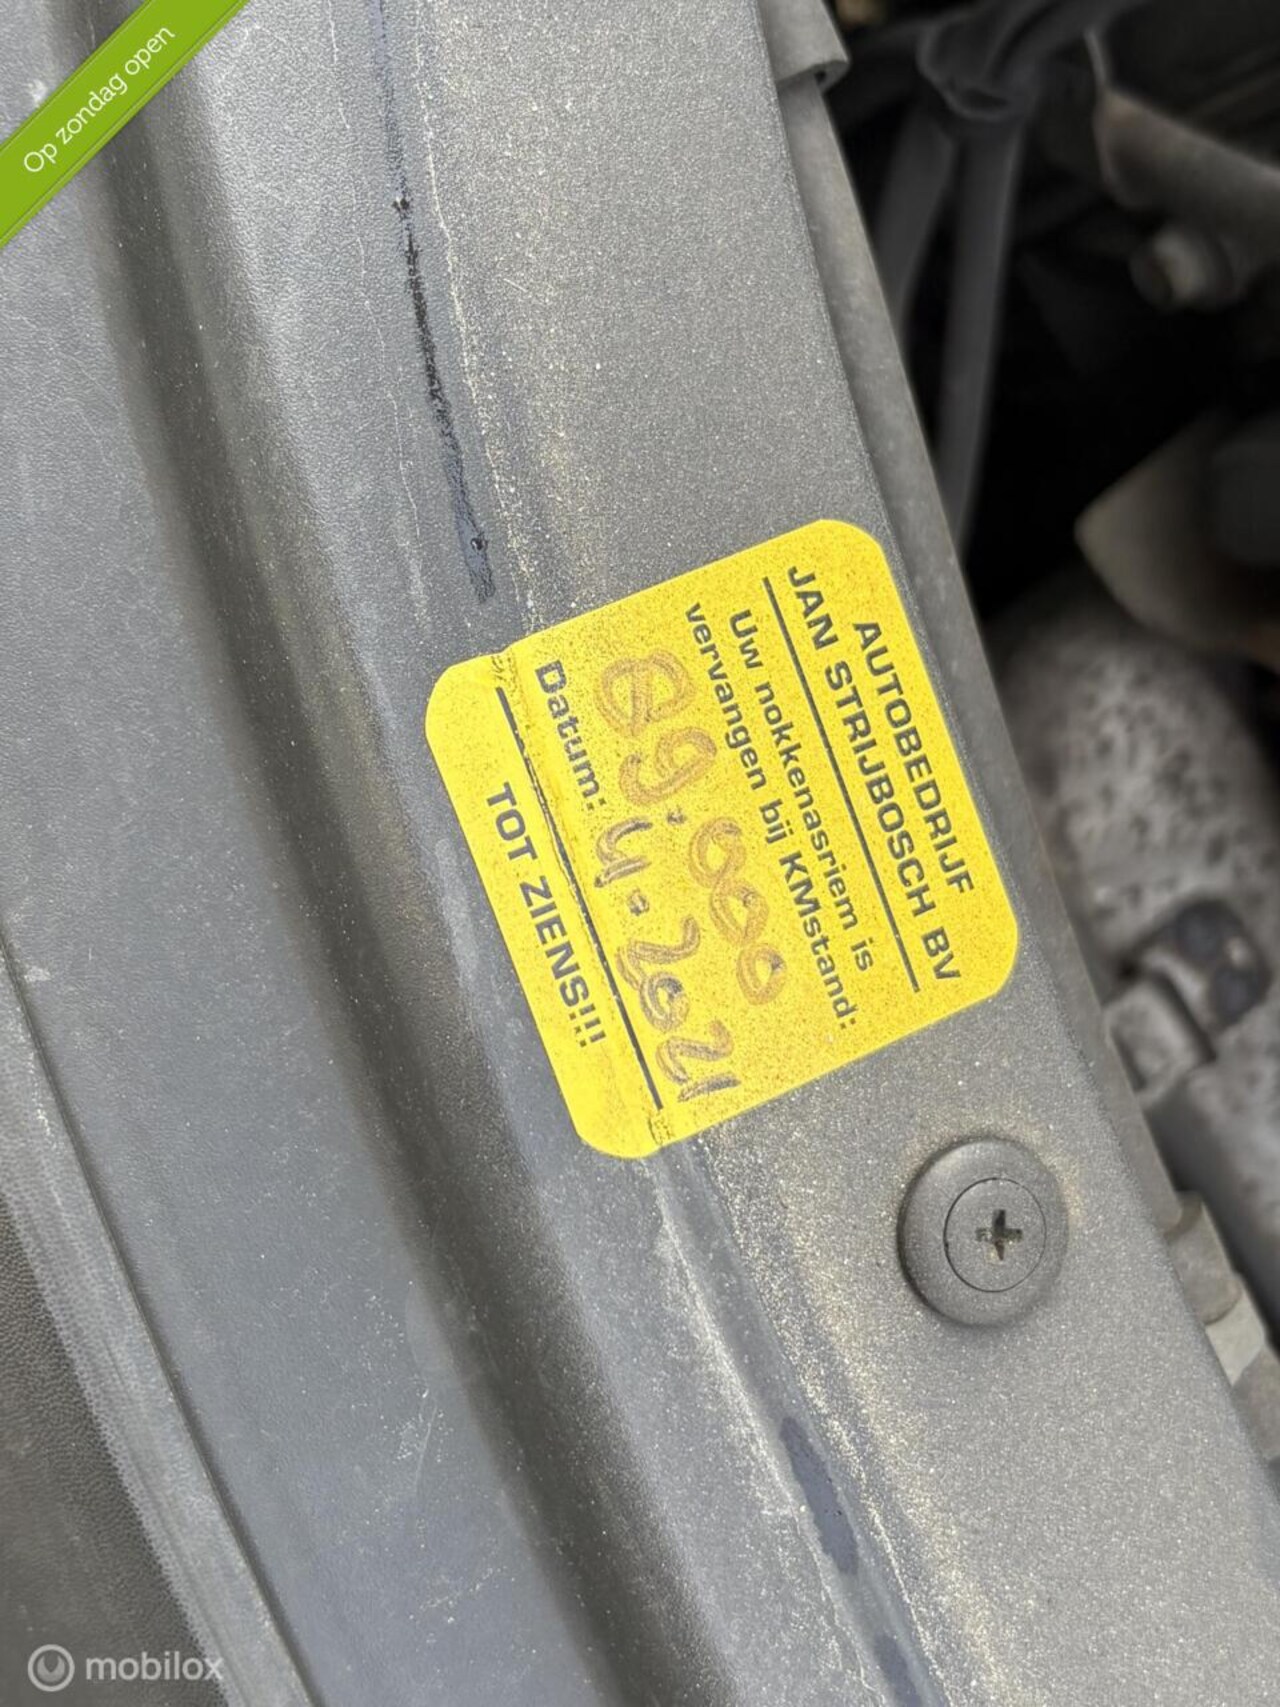 Op zondag open
AUTOBEDRIJF
JAN STRIJBOSCH BV
Uw nokkenasriem is
vervangen bij KMstand:
89.000
Datum: 4.2021
TOT ZIENS!!!
mobilox